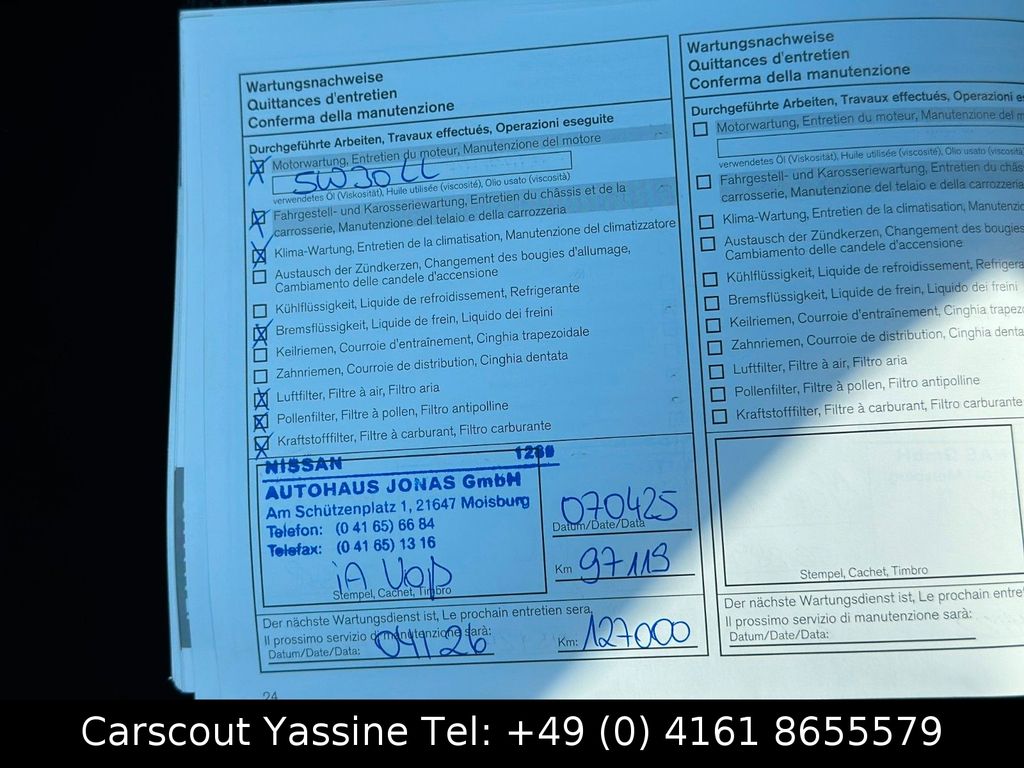 Wartungsnachweise
Quittances d'entretien
Conferma della manutenzione
Durchgeführte Arbeiten, Travaux effectués, Operazioni eseguite
Motorwartung, Entretien du moteur, Manutenzione del motore
5W30LL
verwendetes Öl (Viskosität), Huile utilisée (viscosité), Olio usato (viscosità)
Fahrgestell- und Karosseriewartung, Entretien du châssis et de la
carrosserie, Manutenzione del telaio e della carrozzeria
Klima-Wartung, Entretien de la climatisation, Manutenzione del climatizzatore
Austausch der Zündkerzen, Changement des bougies d'allumage,
Cambiamento delle candele d'accensione
Kühlflüssigkeit, Liquide de refroidissement, Refrigerante
Bremsflüssigkeit, Liquide de frein, Liquido dei freini
Keilriemen, Courroie d'entraînement, Cinghia trapezoidale
Zahnriemen, Courroie de distribution, Cinghia dentata
Luftfilter, Filtre à air, Filtro aria
Pollenfilter, Filtre à pollen, Filtro antipolline
Kraftstofffilter, Filtre à carburant, Filtro carburante
NISSAN
AUTOHAUS JONAS GmbH
Am Schützenplatz 1, 21647 Moisburg
Telefon: (0 41 65) 66 84
Telefax: (0 41 65) 13 16
iA
Stempel, Cachet, Timbro
070425
Datum/Date/Data
Km 97119
Der nächste Wartungsdienst ist, Le prochain entretien sera,
Il prossimo servizio di manutenzione sarà:
Datum/Date/Data: 04/26 Km: 127000
24
Wartungsnachweise
Quittances d'entretien
Conferma della manutenzione
Durchgeführte Arbeiten, Travaux effectués, Operazioni es
Motorwartung, Entretien du moteur, Manutenzione del m
verwendetes Öl (Viskosität), Huile utilisée (viscosité), Olio usato (viscosità
Fahrgestell- und Karosseriewartung, Entretien du châs
carrosserie, Manutenzione del telaio e della carrozzeria
Klima-Wartung, Entretien de la climatisation, Manutenzio
Austausch der Zündkerzen, Changement des bougies
Cambiamento delle candele d'accensione
Kühlflüssigkeit, Liquide de refroidissement, Refrigera
Bremsflüssigkeit, Liquide de frein, Liquido dei freini
Keilriemen, Courroie d'entraînement, Cinghia trapezo
Zahnriemen, Courroie de distribution, Cinghia denta
Luftfilter, Filtre à air, Filtro aria
Pollenfilter, Filtre à pollen, Filtro antipolline
Kraftstofffilter, Filtre à carburant, Filtro carburante
Stempel, Cachet, Timbro
Der nächste Wartungsdienst ist, Le prochain entre
Il prossimo servizio di manutenzione sarà:
Datum/Date/Data:
Carscout Yassine Tel: +49 (0) 4161 8655579